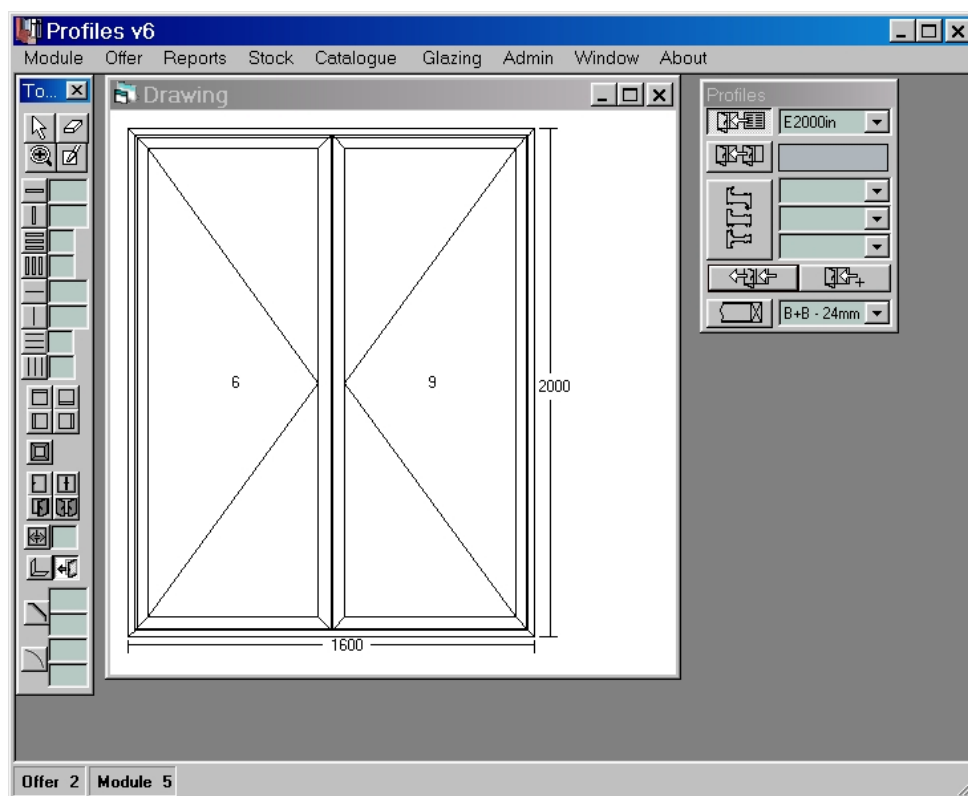 Profiles v6
Module Offer Reports Stock Catalogue Glazing Admin Window About
To...
Drawing
Profiles
E2000in
B+B - 24mm
6
9
2000
1600
Offer 2
Module 5